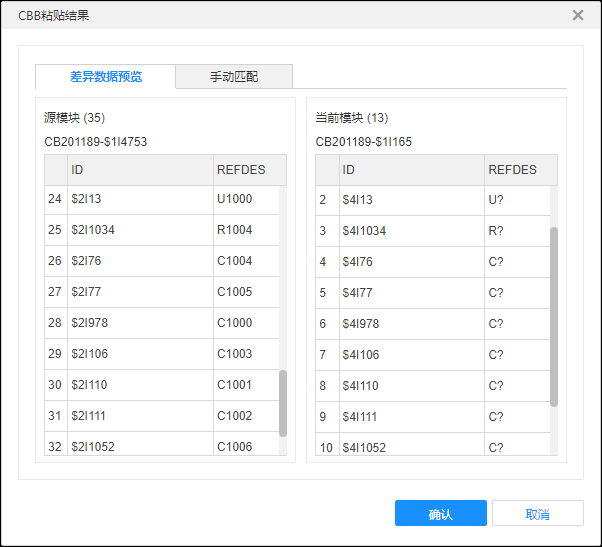 CBB粘贴结果
差异数据预览 手动匹配
源模块 (35)
CB201189-$1I4753
ID REFDES
24 $2I13 U1000
25 $2I1034 R1004
26 $2I76 C1004
27 $2I77 C1005
28 $2I978 C1000
29 $2I106 C1003
30 $2I110 C1001
31 $2I111 C1002
32 $2I1052 C1006
当前模块 (13)
CB201189-$1I165
ID REFDES
2 $4I13 U?
3 $4I1034 R?
4 $4I76 C?
5 $4I77 C?
6 $4I978 C?
7 $4I106 C?
8 $4I110 C?
9 $4I111 C?
10 $4I1052 C?
确认 取消